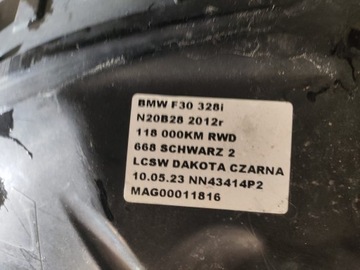 BMW F30 328i
N20B28 2012r
118 000KM RWD
668 SCHWARZ 2
LCSW DAKOTA CZARNA
10.05.23 NN43414P2
MAG00011816